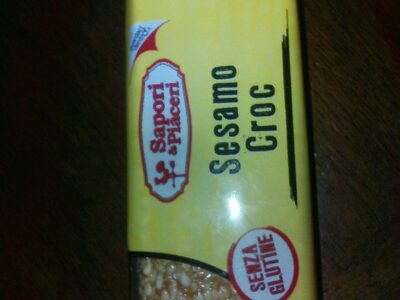 Sapori
& Piaceri
Sesamo
Croc
SENZA
GLUTINE